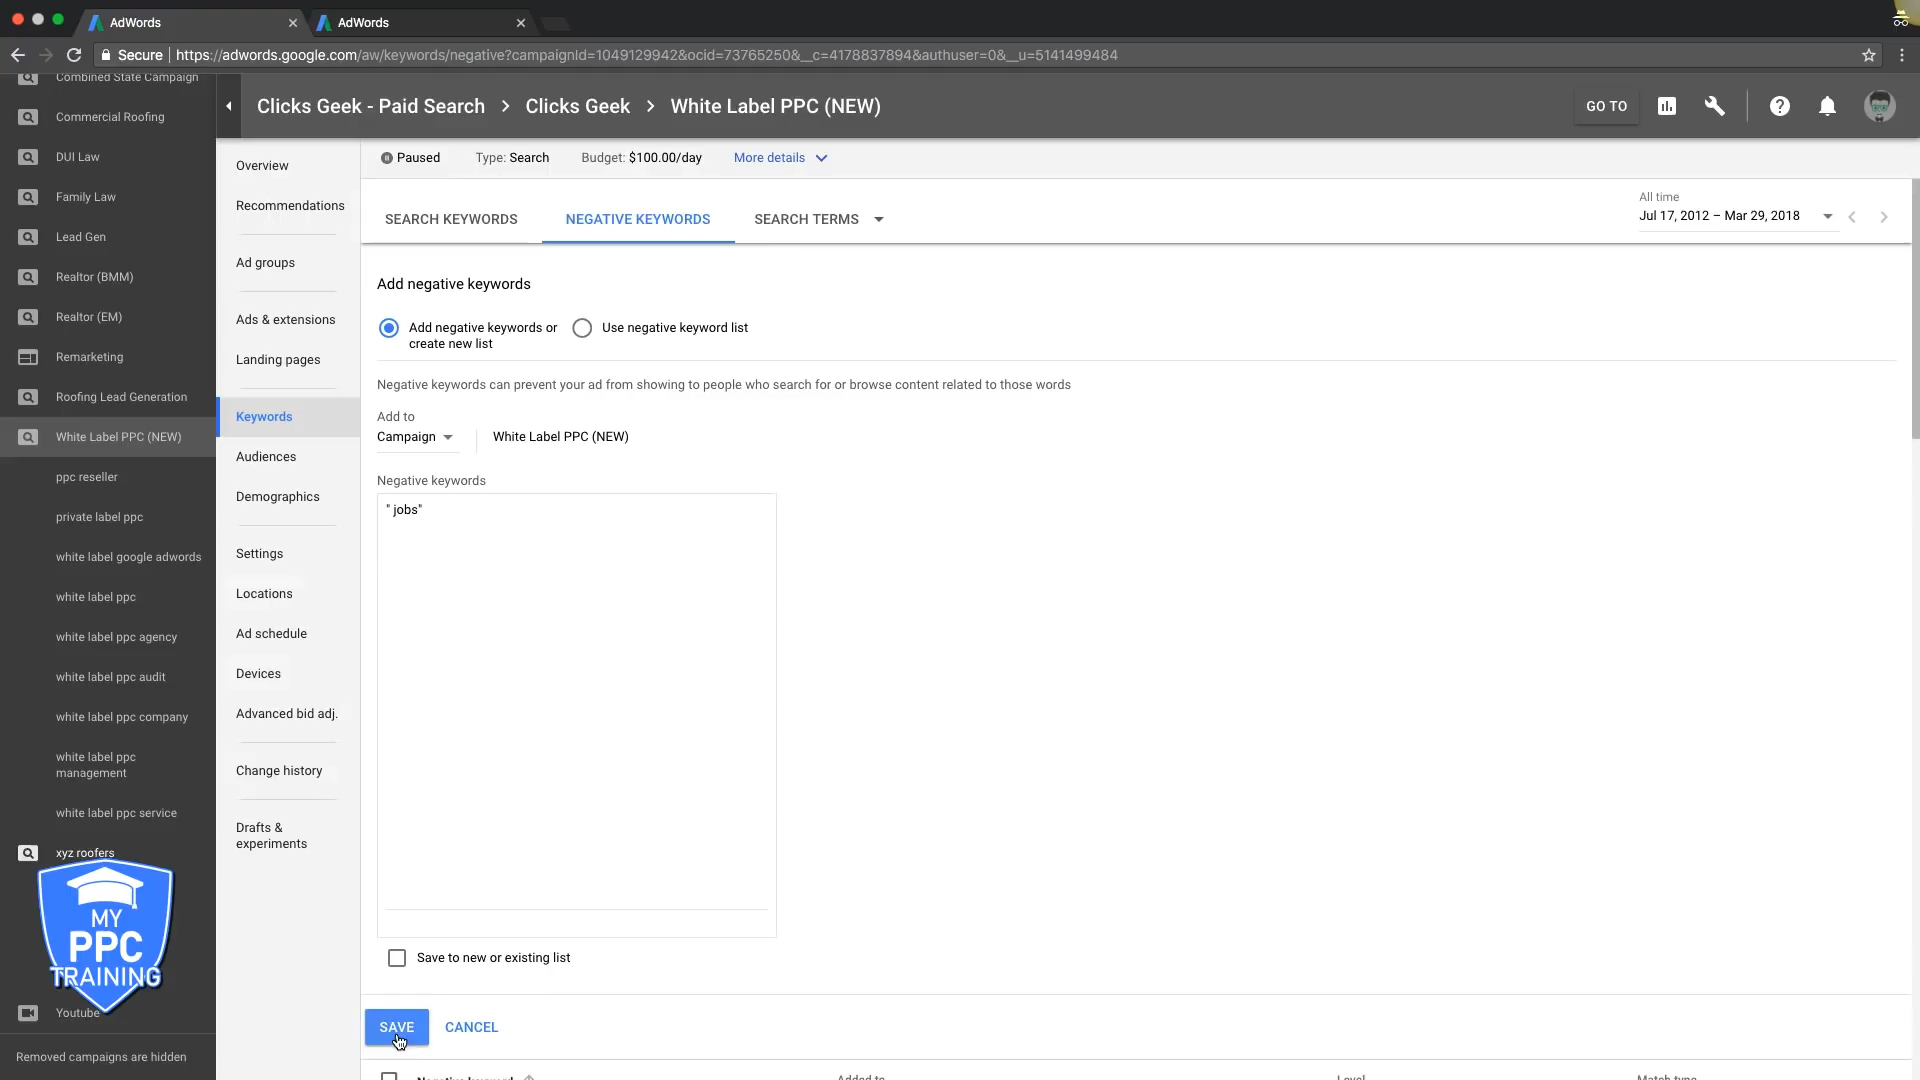 AdWords
AdWords
Secure
https://adwords.google.com/aw/keywords/negative?campaignId=1049129942&ocid=73765250&__c=4178837894&authuser=0&__u=5141499484
Combined State Campaign
Commercial Roofing
DUI Law
Family Law
Lead Gen
Realtor (BMM)
Realtor (EM)
Remarketing
Roofing Lead Generation
White Label PPC (NEW)
ppc reseller
private label ppc
white label google adwords
white label ppc
white label ppc agency
white label ppc audit
white label ppc company
white label ppc
management
white label ppc service
xyz roofers
MY
PPC
TRAINING
Youtube
Removed campaigns are hidden
Clicks Geek - Paid Search > Clicks Geek > White Label PPC (NEW)
GO TO
Overview
Recommendations
Ad groups
Ads & extensions
Landing pages
Keywords
Audiences
Demographics
Settings
Locations
Ad schedule
Devices
Advanced bid adj.
Change history
Drafts &
experiments
Paused
Type: Search
Budget: $100.00/day
More details
SEARCH KEYWORDS
NEGATIVE KEYWORDS
SEARCH TERMS
All time
Jul 17, 2012 – Mar 29, 2018
Add negative keywords
Add negative keywords or
create new list
Use negative keyword list
Negative keywords can prevent your ad from showing to people who search for or browse content related to those words
Add to
Campaign
White Label PPC (NEW)
Negative keywords
" jobs"
Save to new or existing list
SAVE
CANCEL
Negative keyword
Added to
Level
Match type